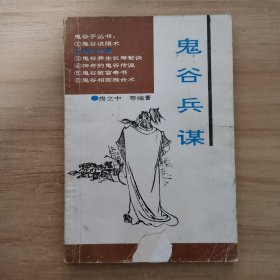 鬼谷子丛书:
①鬼谷说服术
③鬼谷养生长寿秘诀
④神奇的鬼谷传说
⑤鬼谷致富奇书
⑥鬼谷相面推命术
●房立中 等编著
鬼谷兵谋